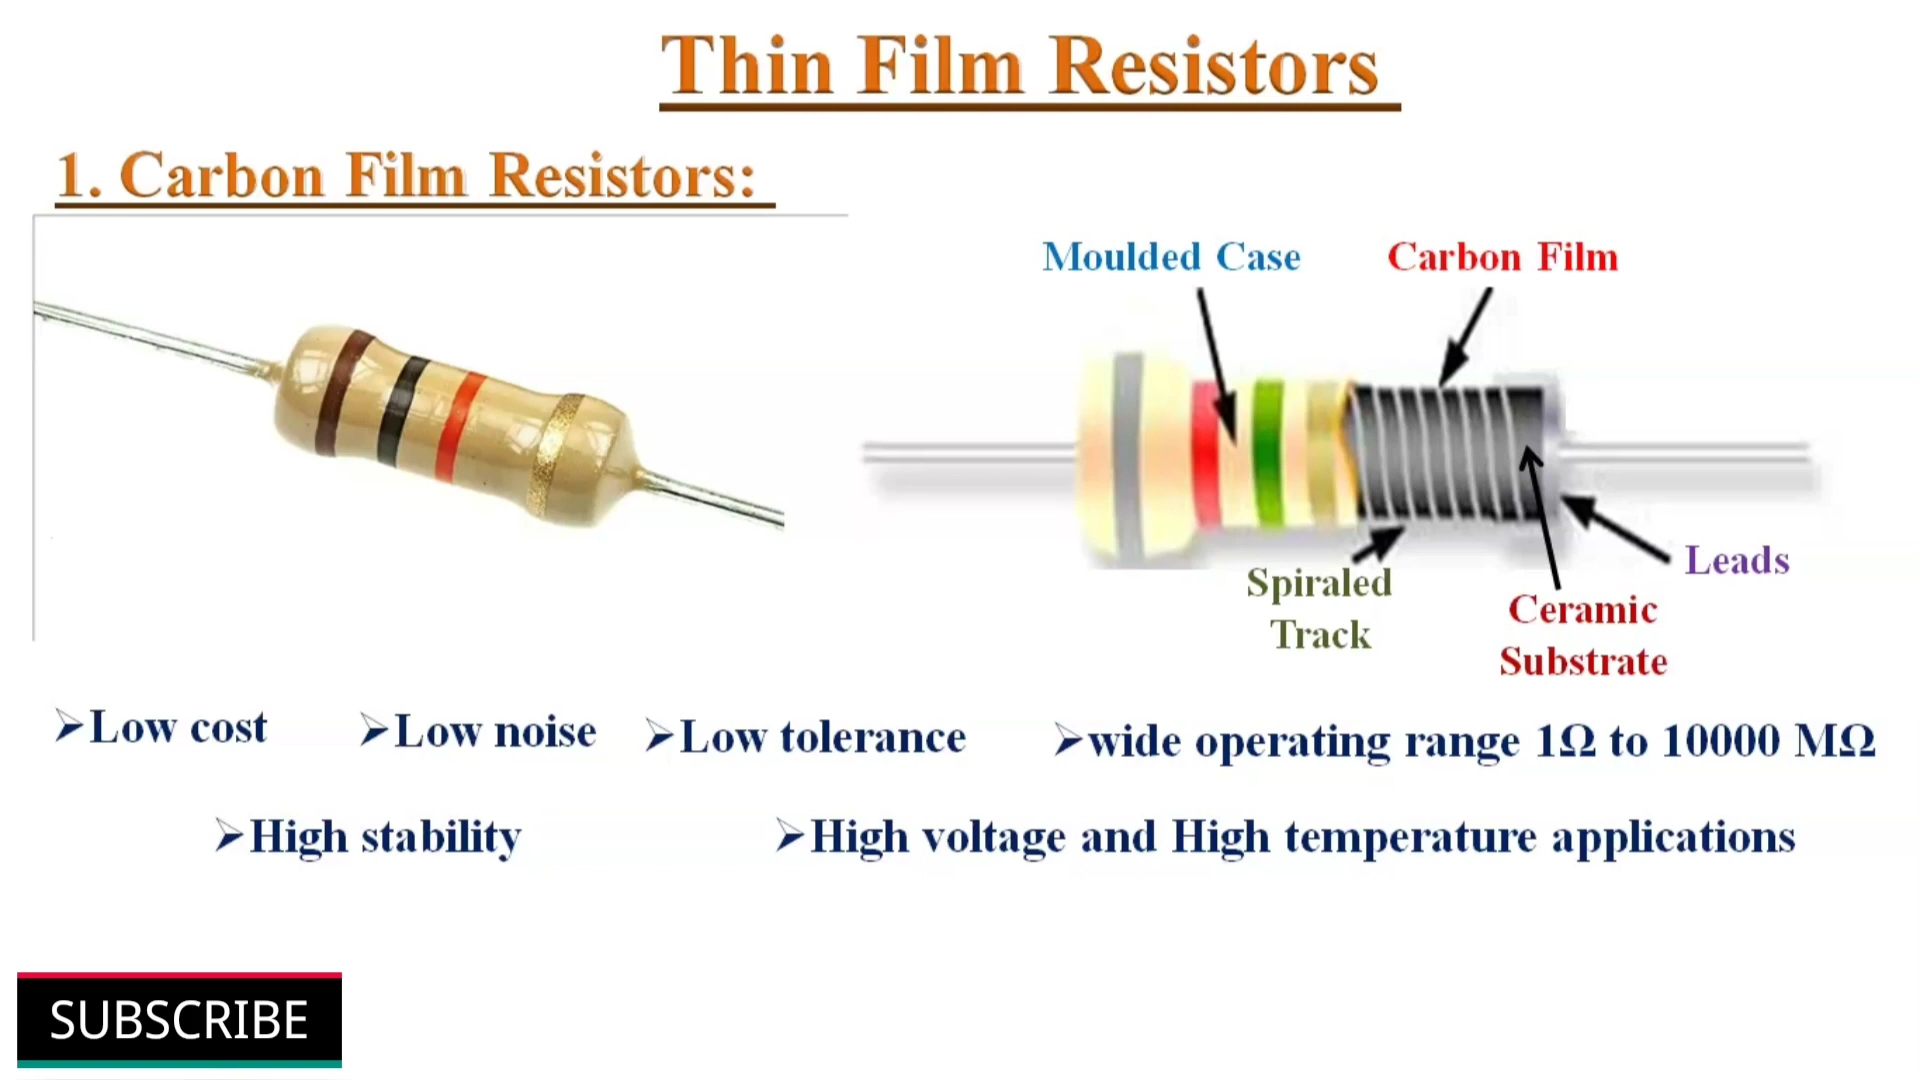 Thin Film Resistors
1. Carbon Film Resistors:
Moulded Case
Carbon Film
Spiraled
Track
Ceramic
Substrate
Leads
➢Low cost
➢Low noise
➢Low tolerance
➢wide operating range 1Ω to 10000 MΩ
➢High stability
➢High voltage and High temperature applications
SUBSCRIBE